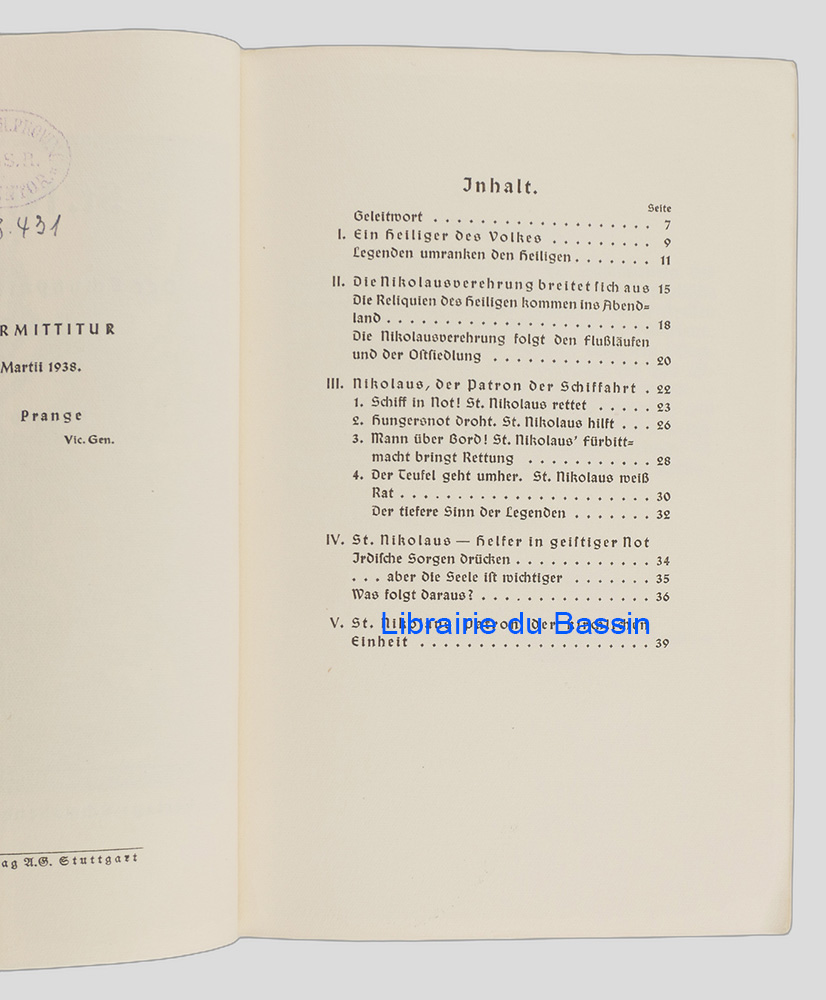 431
RMITTITUR
Martii 1938.
Prange
Vic. Gen.
ag A.G. Stuttgart
Inhalt.
Seite
Geleitwort . . . . . . . . . . . . . . . . . . . 7
I. Ein Heiliger des Volkes . . . . . . . . . 9
Legenden umranken den Heiligen . . . . . . . 11
II. Die Nikolausverehrung breitet sich aus 15
Die Reliquien des Heiligen kommen ins Abend=
land . . . . . . . . . . . . . . . . . . . . . . 18
Die Nikolausverehrung folgt den Flußläufen
und der Ostsiedlung . . . . . . . . . . . . . 20
III. Nikolaus, der Patron der Schiffahrt . 22
1. Schiff in Not! St. Nikolaus rettet . . . . . 23
2. Hungersnot droht. St. Nikolaus hilft . . . 26
3. Mann über Bord! St. Nikolaus' Fürbitt=
macht bringt Rettung . . . . . . . . . . . 28
4. Der Teufel geht umher. St. Nikolaus weiß
Rat . . . . . . . . . . . . . . . . . . . . . 30
Der tiefere Sinn der Legenden . . . . . . . 32
IV. St. Nikolaus — Helfer in geistiger Not
Irdische Sorgen drücken . . . . . . . . . . . . 34
. . . aber die Seele ist wichtiger . . . . . . . 35
Was folgt daraus? . . . . . . . . . . . . . . . 36
V. St. Nikolaus Patron der kirchlichen
Einheit . . . . . . . . . . . . . . . . . . . . 39
Librairie du Bassin